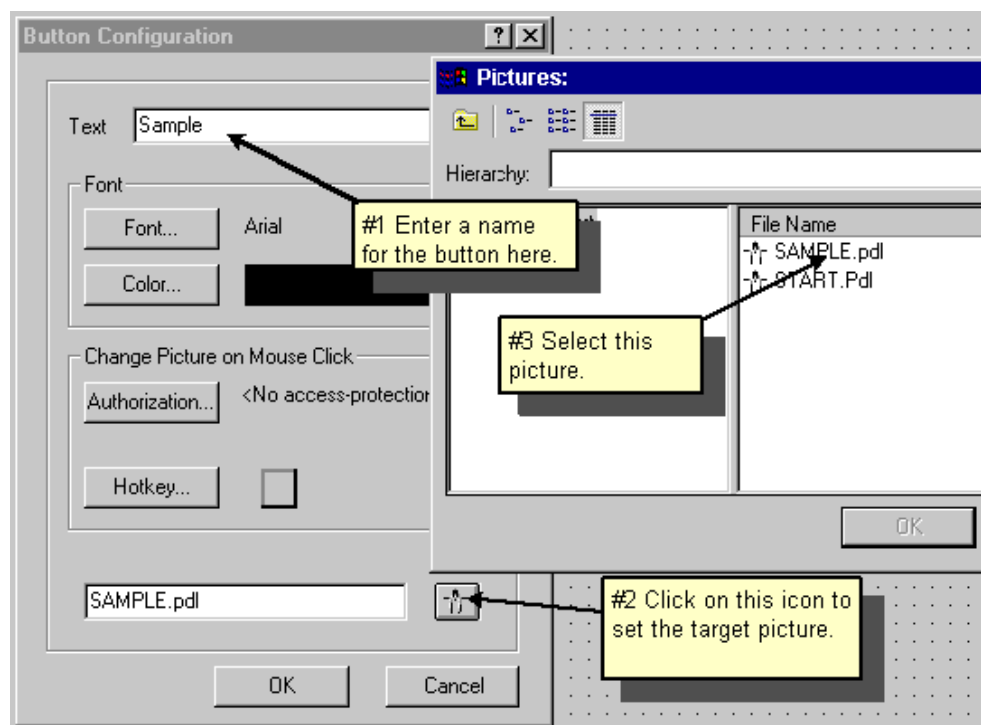 Button Configuration
Pictures:
Text
Sample
Hierarchy:
Font
Font...
Arial
#1 Enter a name
for the button here.
File Name
SAMPLE.pdl
START.Pdl
Color...
#3 Select this
picture.
Change Picture on Mouse Click
Authorization...
<No access-protection
Hotkey...
OK
SAMPLE.pdl
#2 Click on this icon to
set the target picture.
OK
Cancel